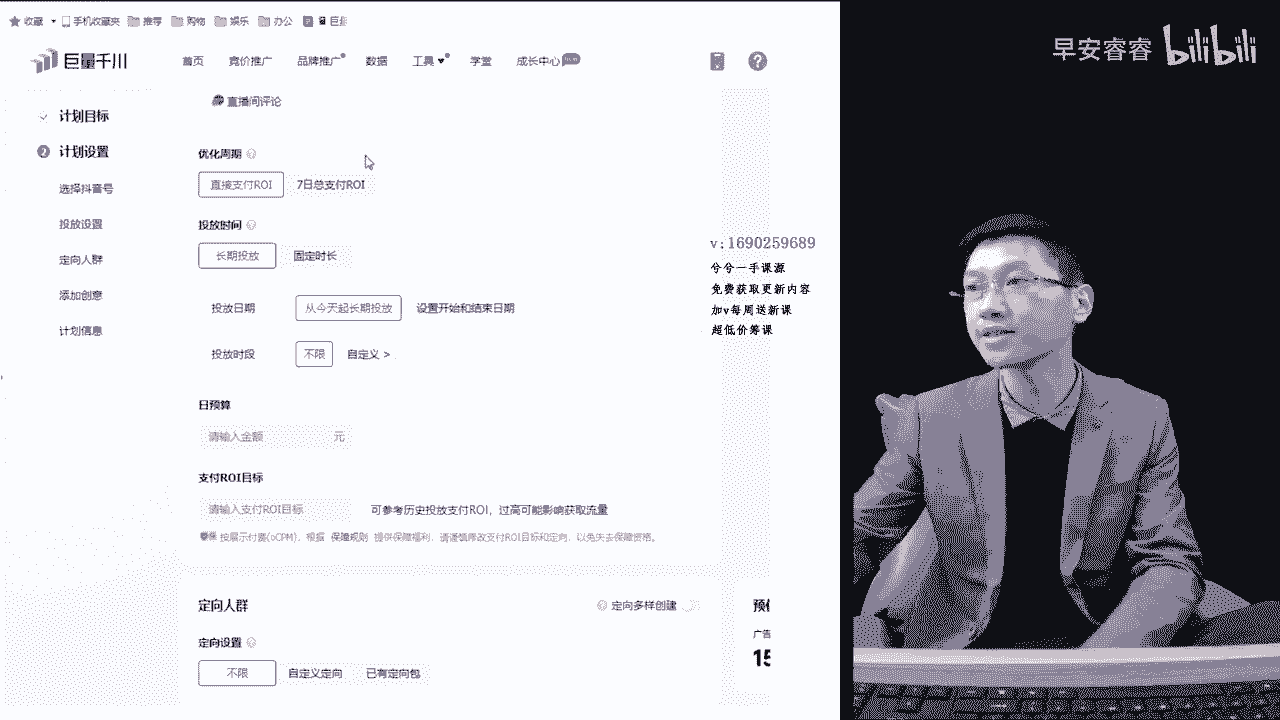 收藏 手机收藏夹 推荐 购物 娱乐 办公
巨量千川 首页 竞价推广 品牌推广 数据 工具 学堂 成长中心
早安睿睿 bilibili
计划目标
直播间评论
2 计划设置
选择抖音号
投放设置
定向人群
添加创意
计划信息
优化周期
直接支付ROI 7日总支付ROI
投放时间
长期投放 固定时长
投放日期 从今天起长期投放 设置开始和结束日期
投放时段 不限 自定义 >
日预算
请输入金额 元
支付ROI目标
请输入支付ROI目标 可参考历史投放支付ROI，过高可能影响获取流量
按展示付费(oCPM)，根据 保障规则 提供保障福利，请谨慎修改支付ROI目标和定向，以免失去保障资格。
定向人群 定向多样创建
定向设置
不限 自定义定向 已有定向包
广告
15
v:1690259689
兮兮一手课源
免费获取更新内容
加v每周送新课
超低价筹课